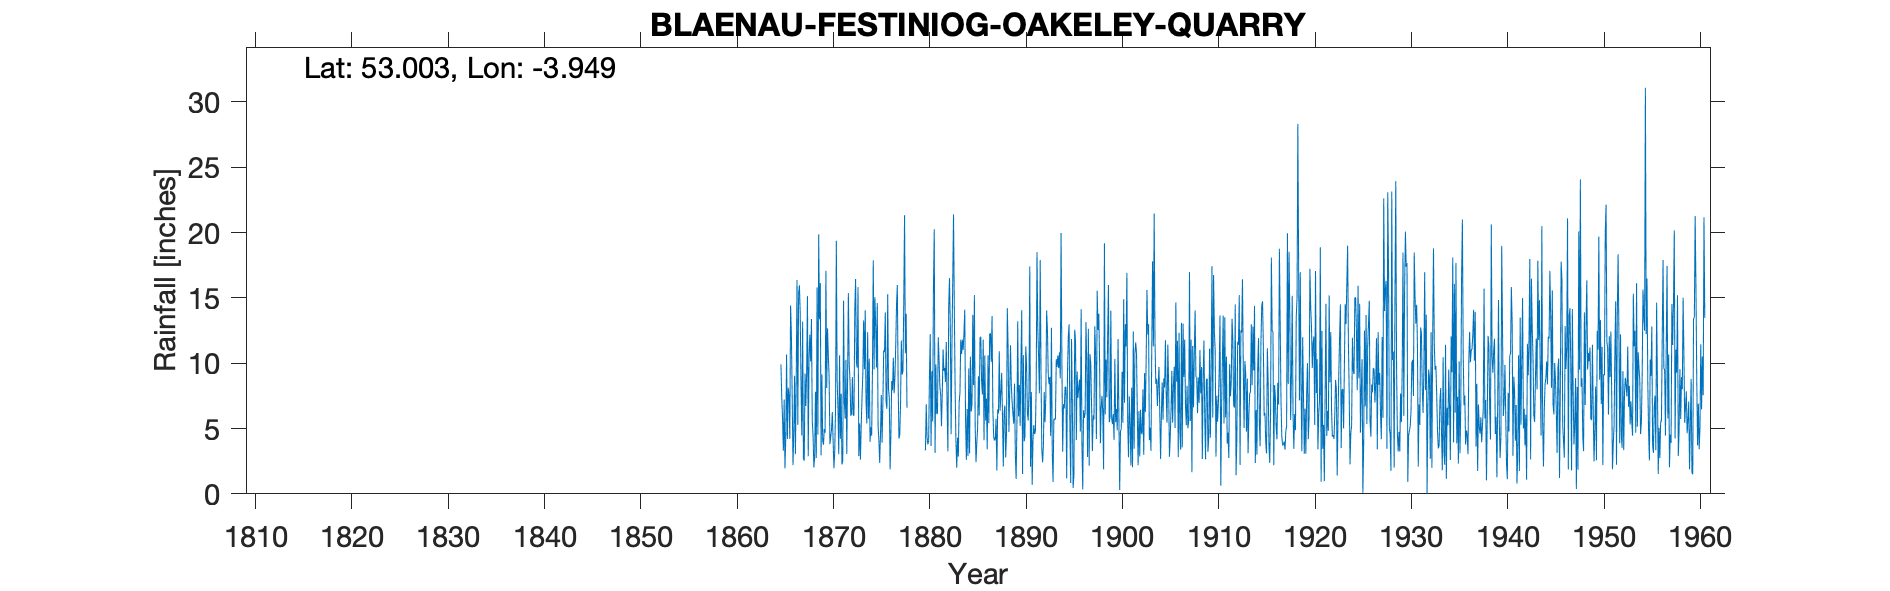 BLAENAU-FESTINIOG-OAKELEY-QUARRY
Lat: 53.003, Lon: -3.949
Rainfall [inches]
30
25
20
15
10
5
0
1810 1820 1830 1840 1850 1860 1870 1880 1890 1900 1910 1920 1930 1940 1950 1960
Year